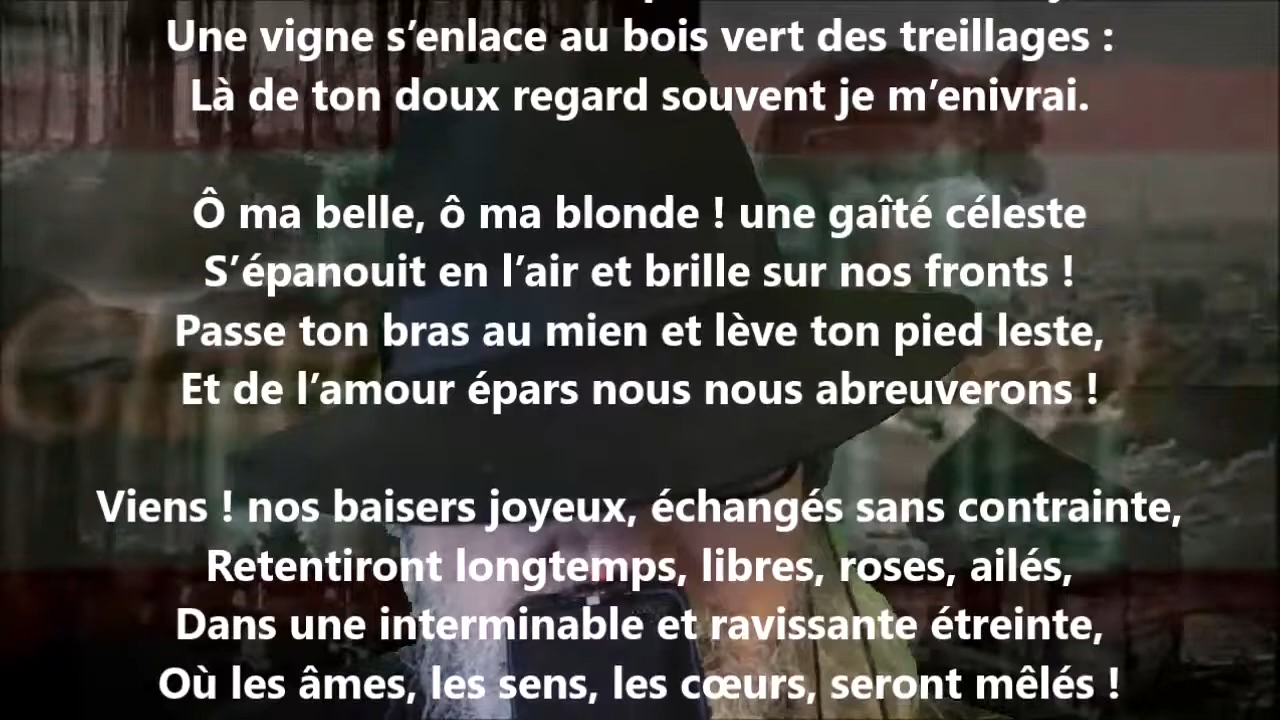 Une vigne s’enlace au bois vert des treillages :
Là de ton doux regard souvent je m’enivrai.
Ô ma belle, ô ma blonde ! une gaîté céleste
S’épanouit en l’air et brille sur nos fronts !
Passe ton bras au mien et lève ton pied leste,
Et de l’amour épars nous nous abreuverons !
Viens ! nos baisers joyeux, échangés sans contrainte,
Retentiront longtemps, libres, roses, ailés,
Dans une interminable et ravissante étreinte,
Où les âmes, les sens, les cœurs, seront mêlés !